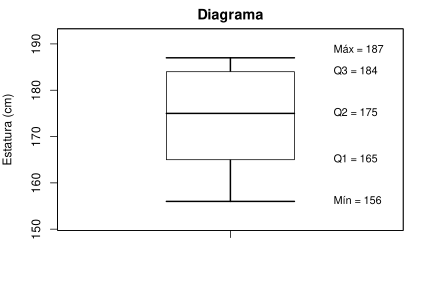 Diagrama
Estatura (cm)
190
180
170
160
150
Máx = 187
Q3 = 184
Q2 = 175
Q1 = 165
Mín = 156